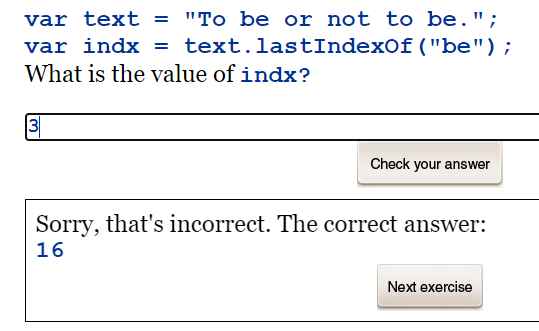 var text = "To be or not to be.";
var indx = text.lastIndexOf("be");
What is the value of indx?
3
Check your answer
Sorry, that's incorrect. The correct answer:
16
Next exercise